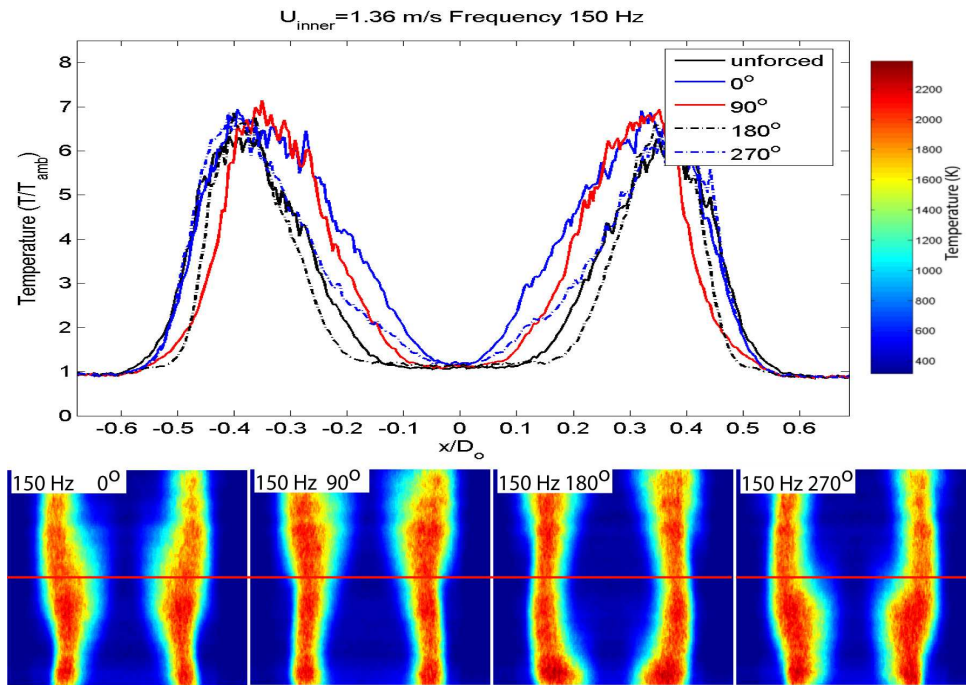 U_inner=1.36 m/s Frequency 150 Hz
8
7
6
5
4
3
2
1
0
Temperature (T/T_amb)
-0.6 -0.5 -0.4 -0.3 -0.2 -0.1 0 0.1 0.2 0.3 0.4 0.5 0.6
x/D_o
unforced
0°
90°
180°
270°
2200
2000
1800
1600
1400
1200
1000
800
600
400
Temperature (K)
150 Hz 0°
150 Hz 90°
150 Hz 180°
150 Hz 270°